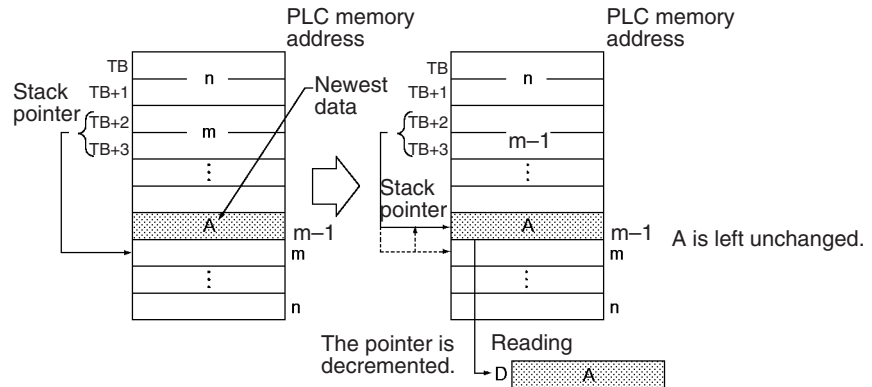 PLC memory
address
TB
n
TB+1
Stack
pointer
TB+2
m
TB+3
Newest
data
A
m–1
m
n
PLC memory
address
TB
n
TB+1
TB+2
m–1
TB+3
Stack
pointer
A
m–1
m
A is left unchanged.
n
The pointer is
decremented.
Reading
D
A